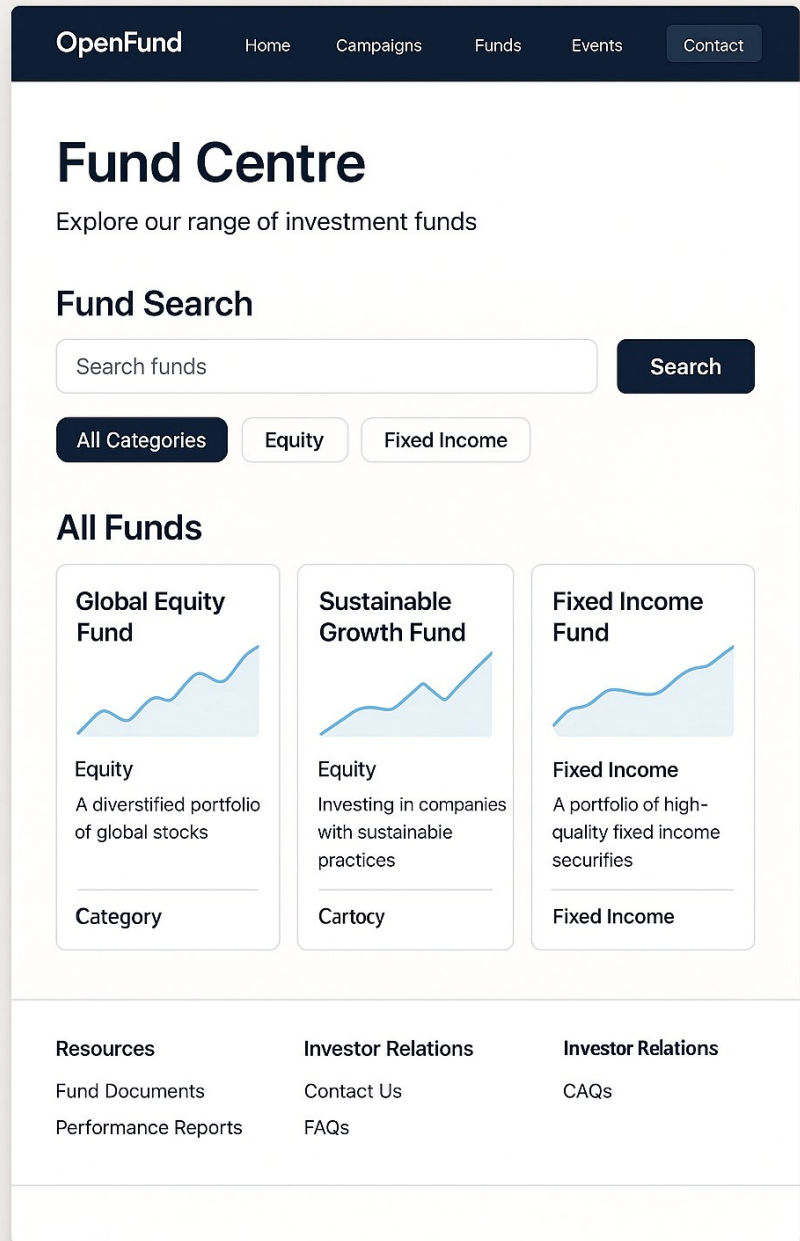 OpenFund
Home
Campaigns
Funds
Events
Contact
Fund Centre
Explore our range of investment funds
Fund Search
Search funds
Search
All Categories
Equity
Fixed Income
All Funds
Global Equity
Fund
Equity
A diverstified portfolio
of global stocks
Category
Sustainable
Growth Fund
Equity
Investing in companies
with sustainable
practices
Cartocy
Fixed Income
Fund
Fixed Income
A portfolio of high-
quality fixed income
securifies
Fixed Income
Resources
Fund Documents
Performance Reports
Investor Relations
Contact Us
FAQs
Investor Relations
CAQs